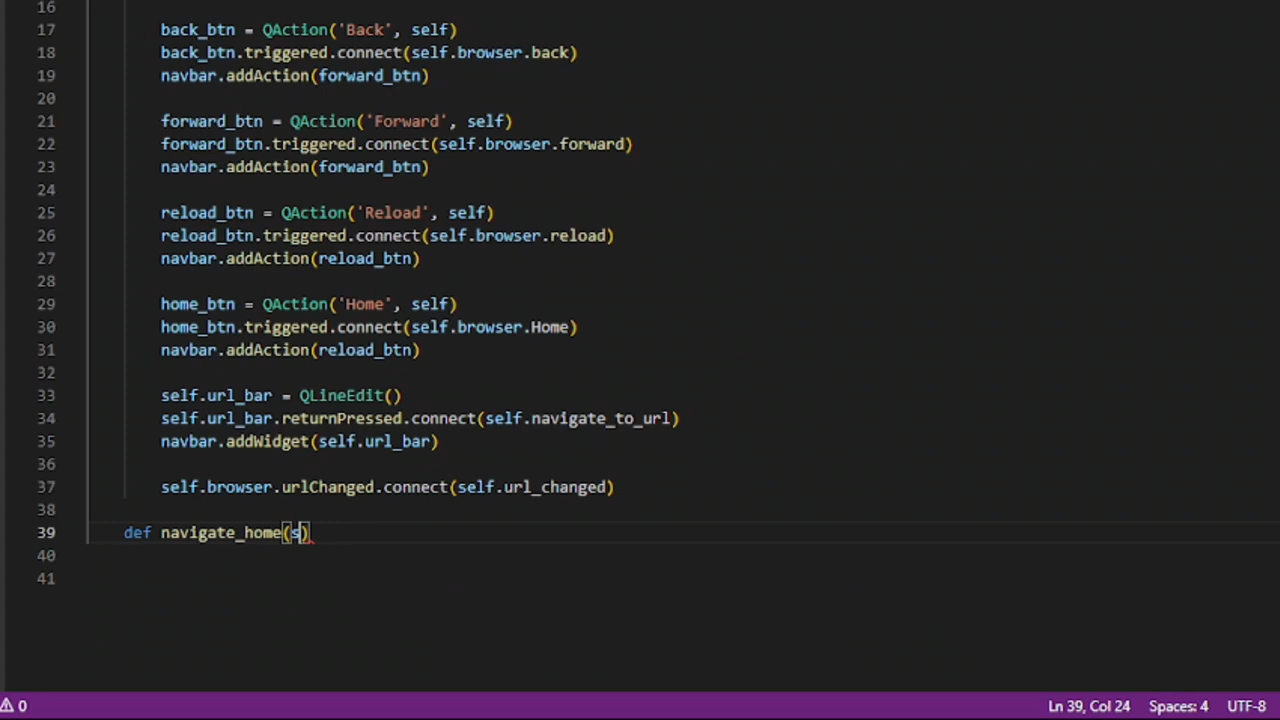 16
17 back_btn = QAction('Back', self)
18 back_btn.triggered.connect(self.browser.back)
19 navbar.addAction(forward_btn)
20
21 forward_btn = QAction('Forward', self)
22 forward_btn.triggered.connect(self.browser.forward)
23 navbar.addAction(forward_btn)
24
25 reload_btn = QAction('Reload', self)
26 reload_btn.triggered.connect(self.browser.reload)
27 navbar.addAction(reload_btn)
28
29 home_btn = QAction('Home', self)
30 home_btn.triggered.connect(self.browser.Home)
31 navbar.addAction(reload_btn)
32
33 self.url_bar = QLineEdit()
34 self.url_bar.returnPressed.connect(self.navigate_to_url)
35 navbar.addWidget(self.url_bar)
36
37 self.browser.urlChanged.connect(self.url_changed)
38
39 def navigate_home(s)
40
41
0 Ln 39, Col 24 Spaces: 4 UTF-8